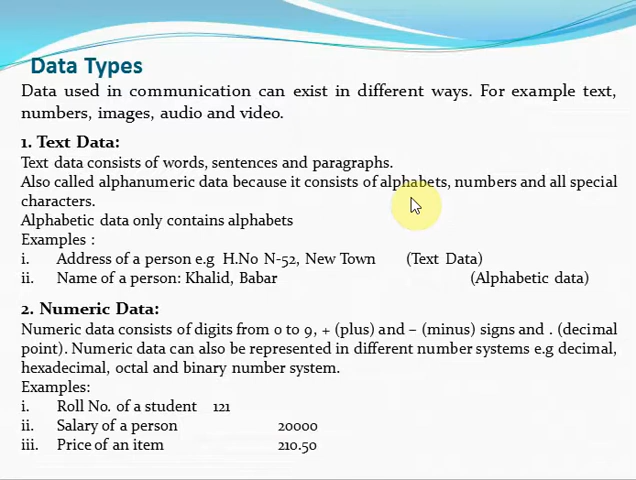 Data Types
Data used in communication can exist in different ways. For example text,
numbers, images, audio and video.
1. Text Data:
Text data consists of words, sentences and paragraphs.
Also called alphanumeric data because it consists of alphabets, numbers and all special
characters.
Alphabetic data only contains alphabets
Examples :
i. Address of a person e.g H.No N-52, New Town (Text Data)
ii. Name of a person: Khalid, Babar (Alphabetic data)
2. Numeric Data:
Numeric data consists of digits from 0 to 9, + (plus) and – (minus) signs and . (decimal
point). Numeric data can also be represented in different number systems e.g decimal,
hexadecimal, octal and binary number system.
Examples:
i. Roll No. of a student 121
ii. Salary of a person 20000
iii. Price of an item 210.50